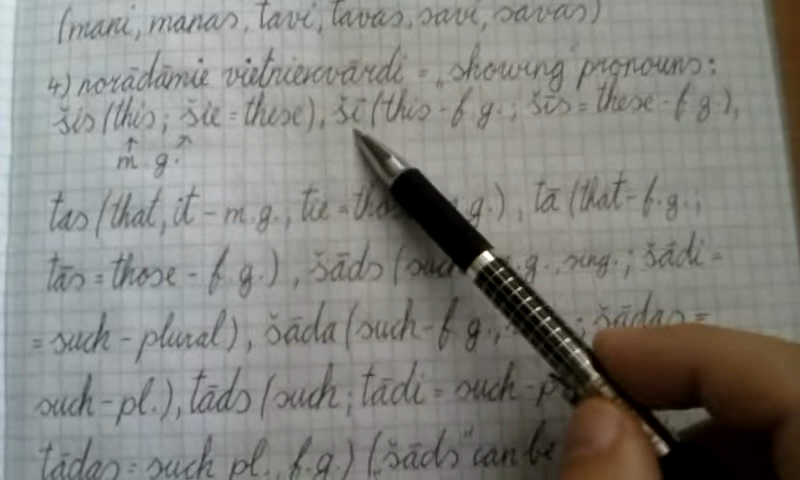 (mani, manas, tavi, tavas, savi, savas)
4) norādāmie vietniekvārdi = „showing" pronouns:
šis (this; šie = these), šī (this - f.g.; šīs = these - f.g.),
↑ m. g. ↗
tas (that, it - m.g., tie = g.), tā (that - f.g.;
tās = those - f.g.), šāds (such g., sing.; šādi =
= such - plural), šāda (such - f.g., ; šādas =
such - pl.), tāds (such; tādi = such -
tādas = such pl., f.g.) („šāds" can be